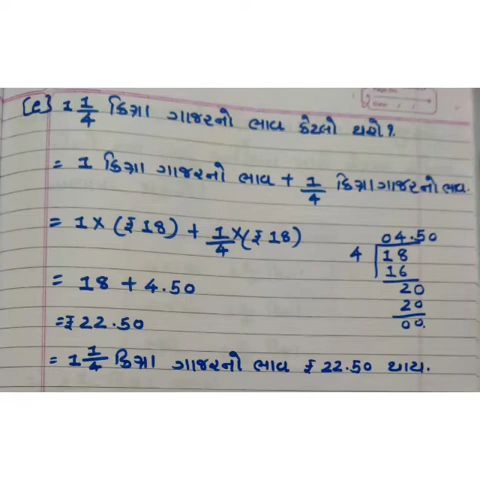 [e] 1 1/4 કિગ્રા ગાજરનો ભાવ કેટલો થશે?
= 1 કિગ્રા ગાજરનો ભાવ + 1/4 કિગ્રા ગાજરનો ભાવ.
= 1 × (₹ 18) + 1/4 × (₹ 18)
= 18 + 4.50
= ₹ 22.50
= 1 1/4 કિગ્રા ગાજરનો ભાવ ₹ 22.50 થાય.
04.50
4 18
16
20
20
00.